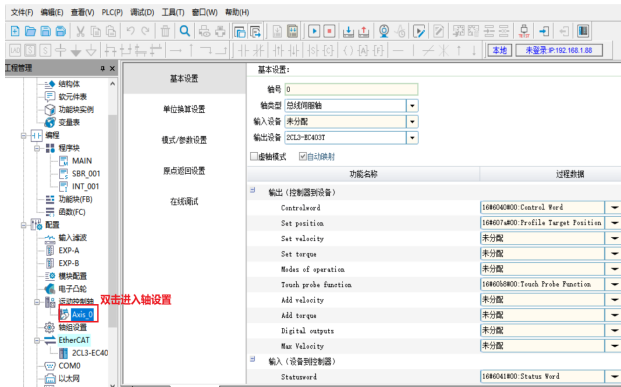 文件(F) 编辑(E) 查看(V) PLC(P) 调试(D) 工具(T) 窗口(W) 帮助(H)
本地 未登录 IP:192.168.1.88
工程管理
结构体
软元件表
功能块实例
变量表
编程
程序块
MAIN
SBR_001
INT_001
功能块(FB)
函数(FC)
配置
输入滤波
EXP-A
EXP-B
模块配置
电子凸轮
运动控制轴
Axis_0
双击进入轴设置
轴组设置
EtherCAT
2CL3-EC40
COM0
以太网
基本设置
单位换算设置
模式/参数设置
原点返回设置
在线调试
基本设置:
轴号 0
轴类型 总线伺服轴
输入设备 未分配
输出设备 2CL3-EC403T
虚轴模式 自动映射
功能名称 过程数据
输出 (控制器到设备)
Controlword 16#6040#00:Control Word
Set position 16#607a#00:Profile Target Position
Set velocity 未分配
Set torque 未分配
Modes of operation 未分配
Touch probe function 16#60b8#00:Touch Probe Function
Add velocity 未分配
Add torque 未分配
Digital outputs 未分配
Max Velocity 未分配
输入 (设备到控制器)
Statusword 16#6041#00:Status Word